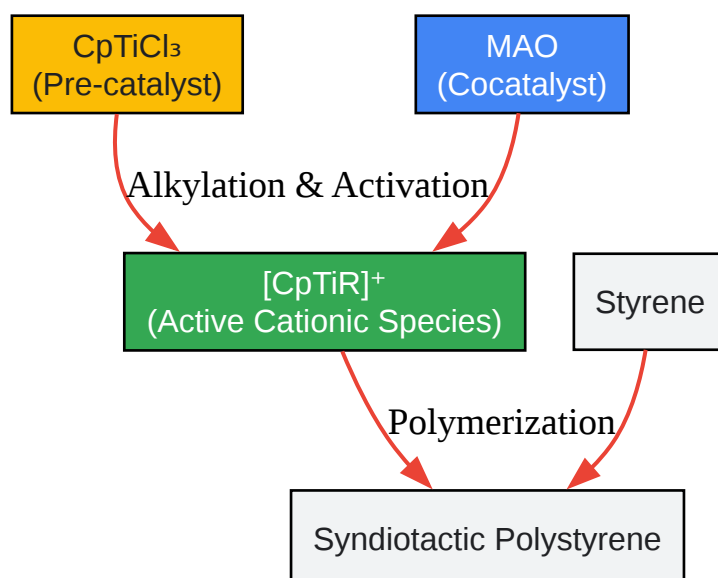 CpTiCl₃
(Pre-catalyst)
MAO
(Cocatalyst)
Alkylation & Activation
[CpTiR]⁺
(Active Cationic Species)
Styrene
Polymerization
Syndiotactic Polystyrene